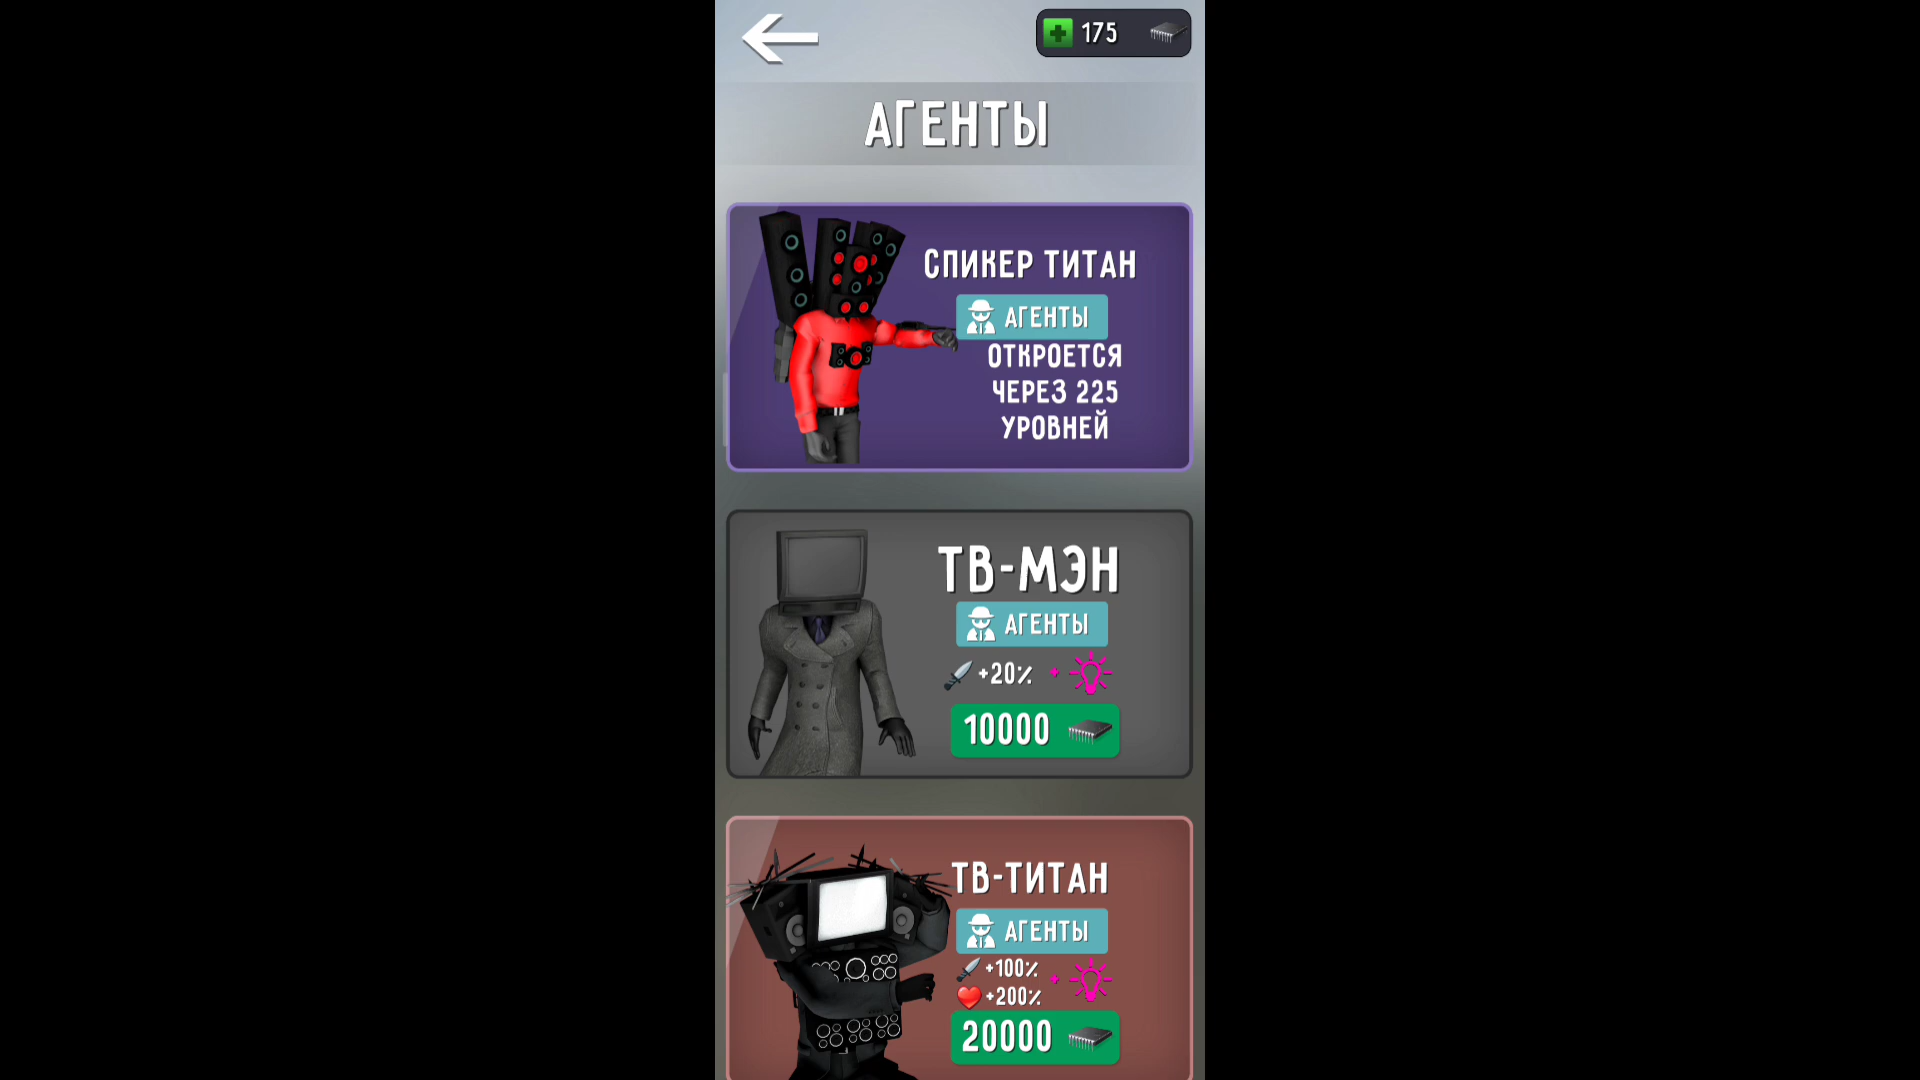 175
АГЕНТЫ
СПИКЕР ТИТАН
АГЕНТЫ
ОТКРОЕТСЯ
ЧЕРЕЗ 225
УРОВНЕЙ
ТВ-МЭН
АГЕНТЫ
+20% +
10000
ТВ-ТИТАН
АГЕНТЫ
+100% +
+200%
20000